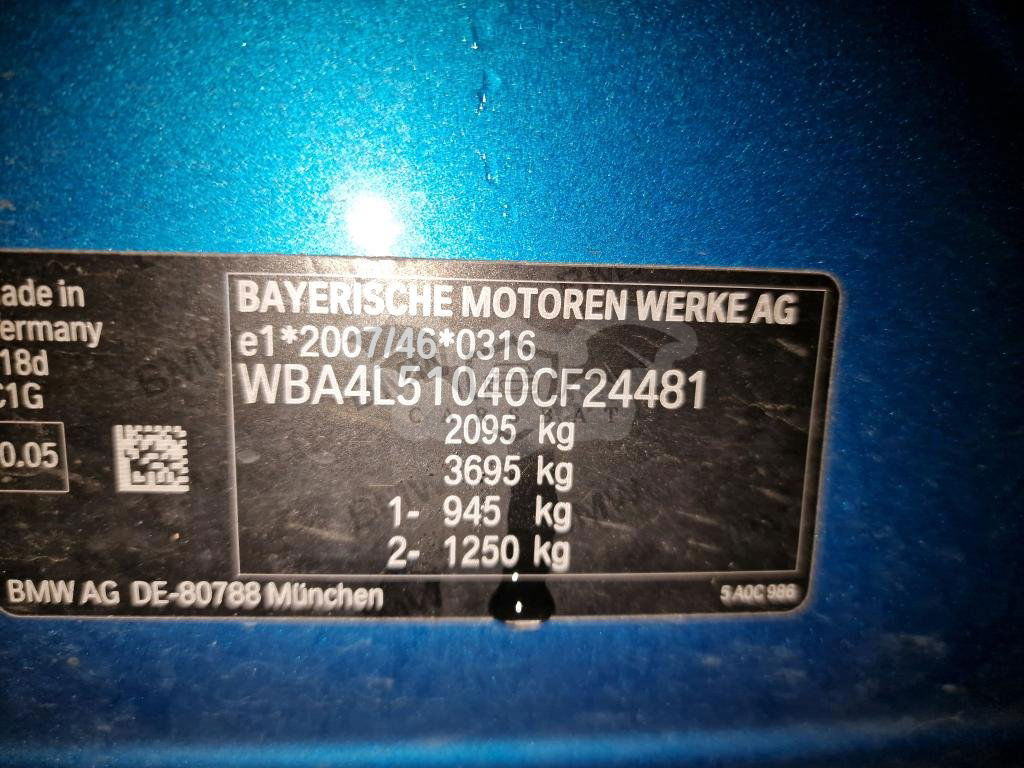 ade in
ermany
18d
C1G
0.05
BAYERISCHE MOTOREN WERKE AG
e1*2007/46*0316
WBA4L51040CF24481
2095 kg
3695 kg
1- 945 kg
2- 1250 kg
BMW AG DE-80788 München
5 A0C 986
CARSBAT